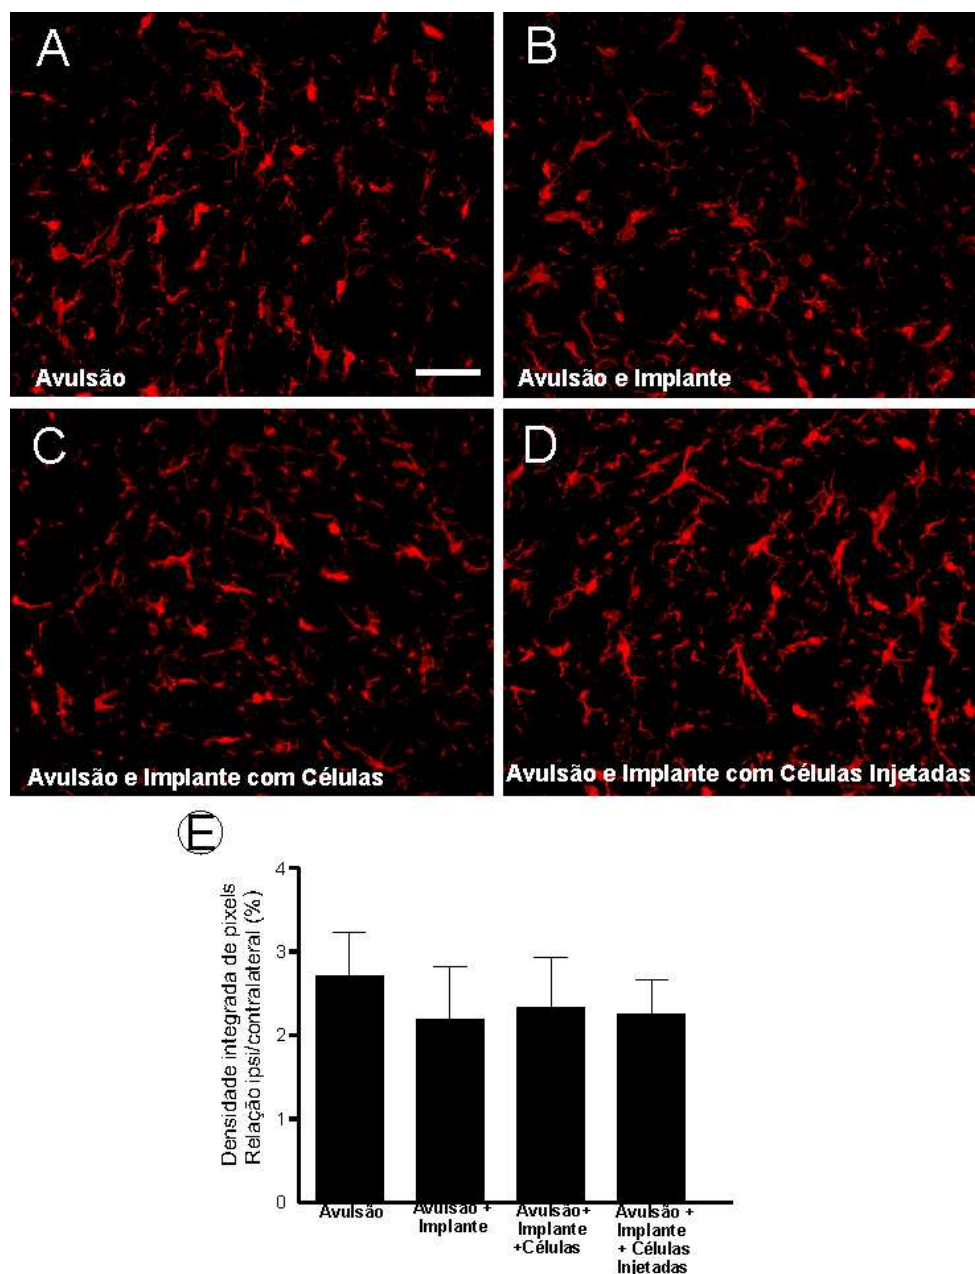 A
B
Avulsão
Avulsão e Implante
C
D
Avulsão e Implante com Células
Avulsão e Implante com Células Injetadas
E
Densidade integrada de pixels
Relação ipsi/contralateral (%)
4
3
2
1
0
Avulsão
Avulsão +
Implante
Avulsão+
Implante
+Células
Avulsão +
Implante
+ Células
Injetadas